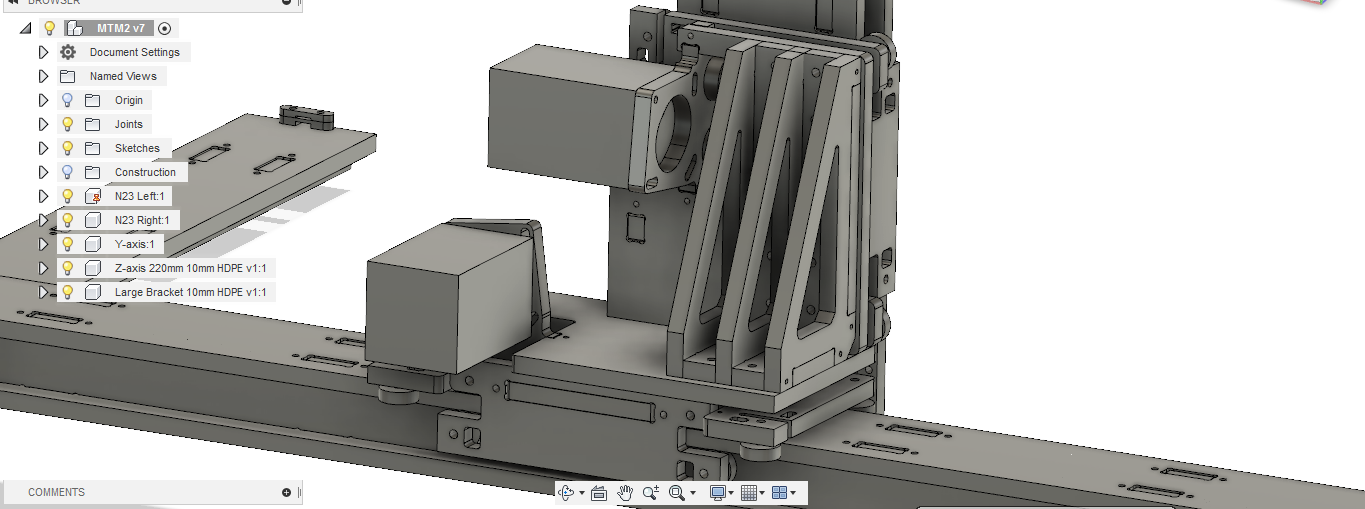 BROWSER
MTM2 v7
Document Settings
Named Views
Origin
Joints
Sketches
Construction
N23 Left:1
N23 Right:1
Y-axis:1
Z-axis 220mm 10mm HDPE v1:1
Large Bracket 10mm HDPE v1:1
COMMENTS